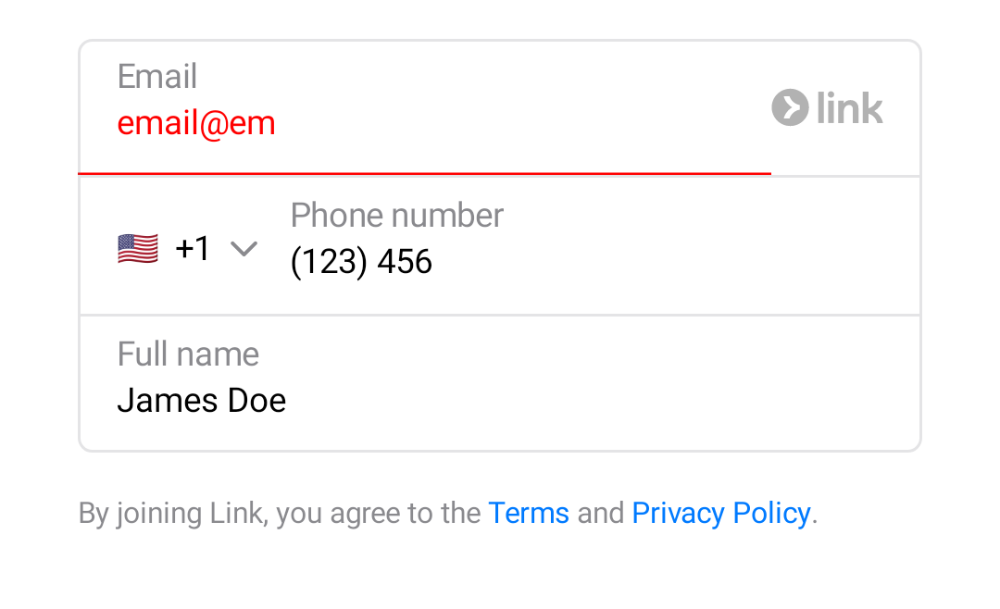 Email
email@em
link
+1
Phone number
(123) 456
Full name
James Doe
By joining Link, you agree to the Terms and Privacy Policy.